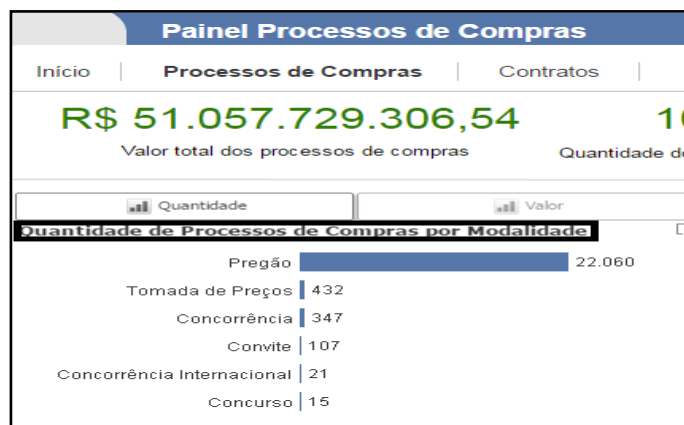 Painel Processos de Compras
Início Processos de Compras Contratos
R$ 51.057.729.306,54
Valor total dos processos de compras Quantidade
Quantidade Valor
Quantidade de Processos de Compras por Modalidade
Pregão 22.060
Tomada de Preços 432
Concorrência 347
Convite 107
Concorrência Internacional 21
Concurso 15